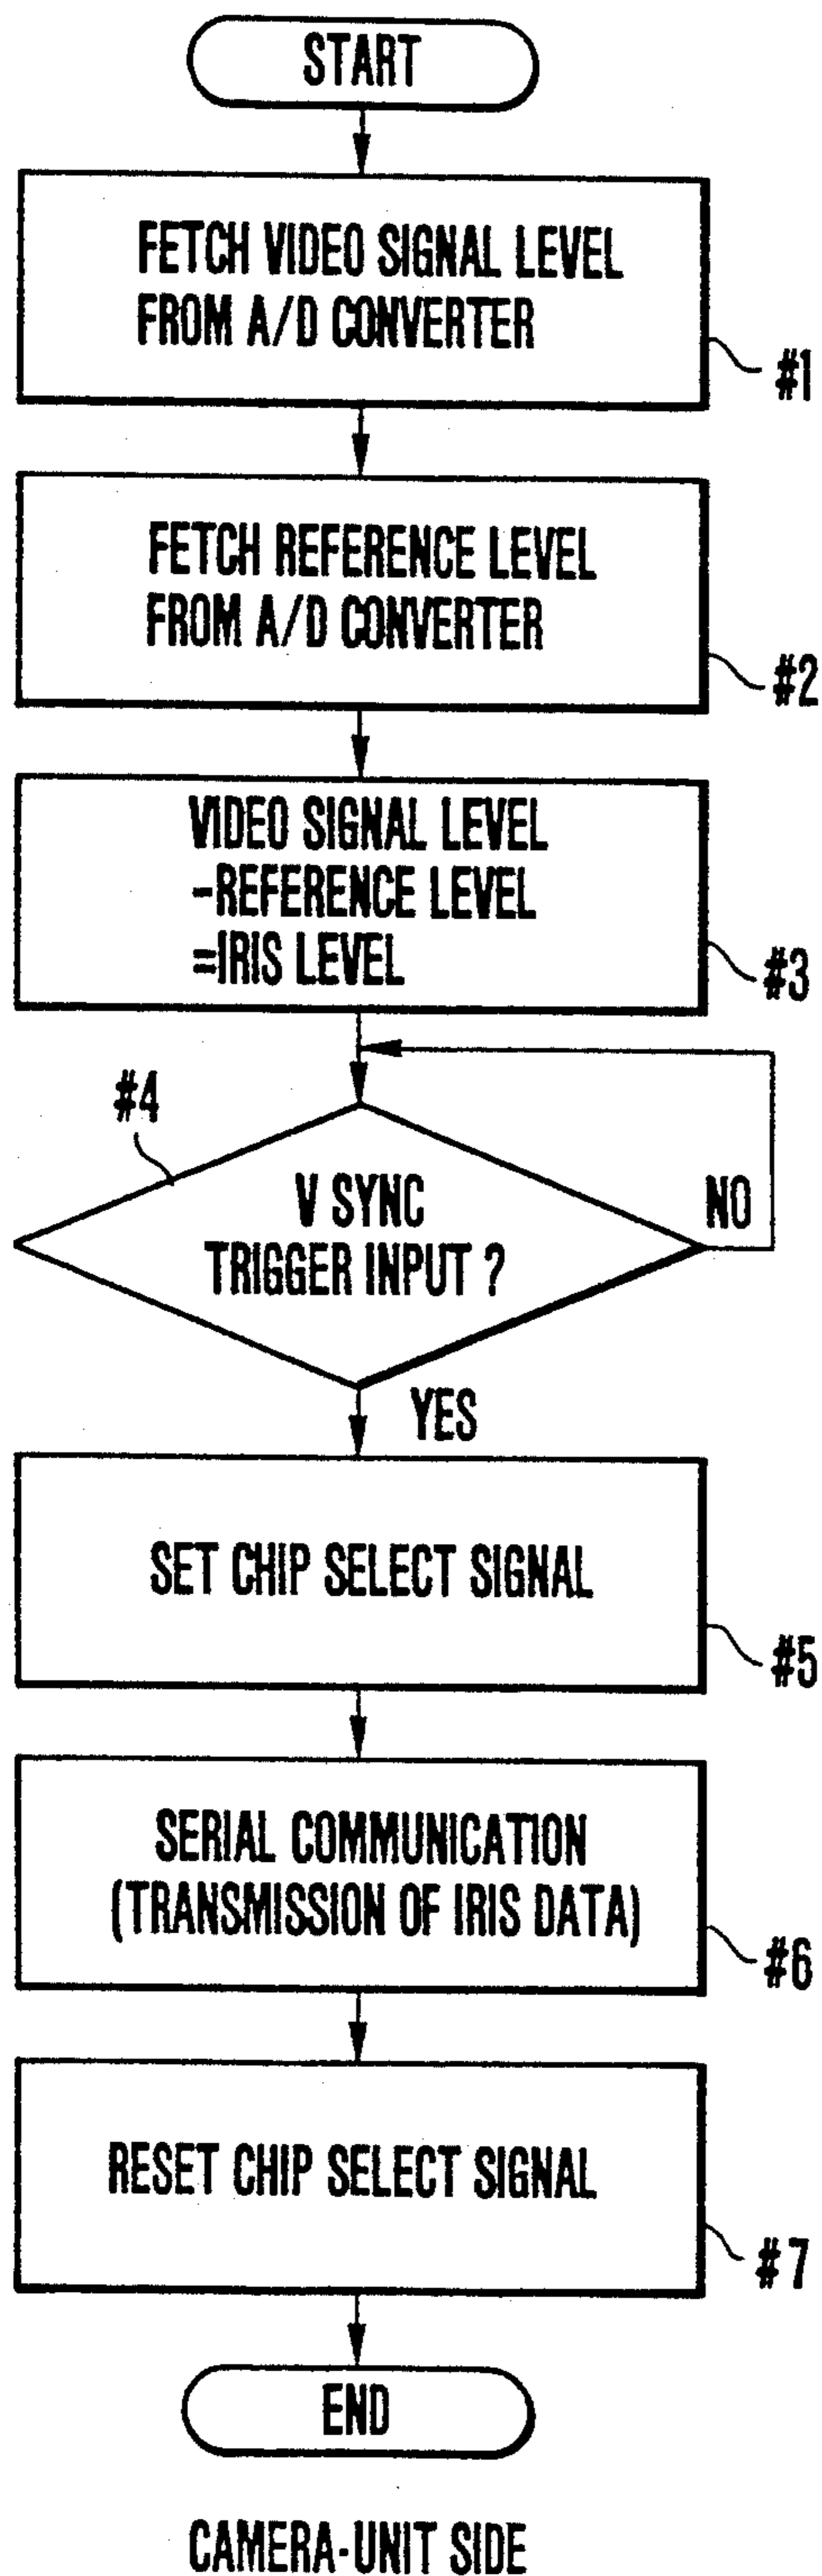 START
FETCH VIDEO SIGNAL LEVEL
FROM A/D CONVERTER
#1
FETCH REFERENCE LEVEL
FROM A/D CONVERTER
#2
VIDEO SIGNAL LEVEL
-REFERENCE LEVEL
=IRIS LEVEL
#3
#4
V SYNC
TRIGGER INPUT ?
NO
YES
SET CHIP SELECT SIGNAL
#5
SERIAL COMMUNICATION
(TRANSMISSION OF IRIS DATA)
#6
RESET CHIP SELECT SIGNAL
#7
END
CAMERA-UNIT SIDE